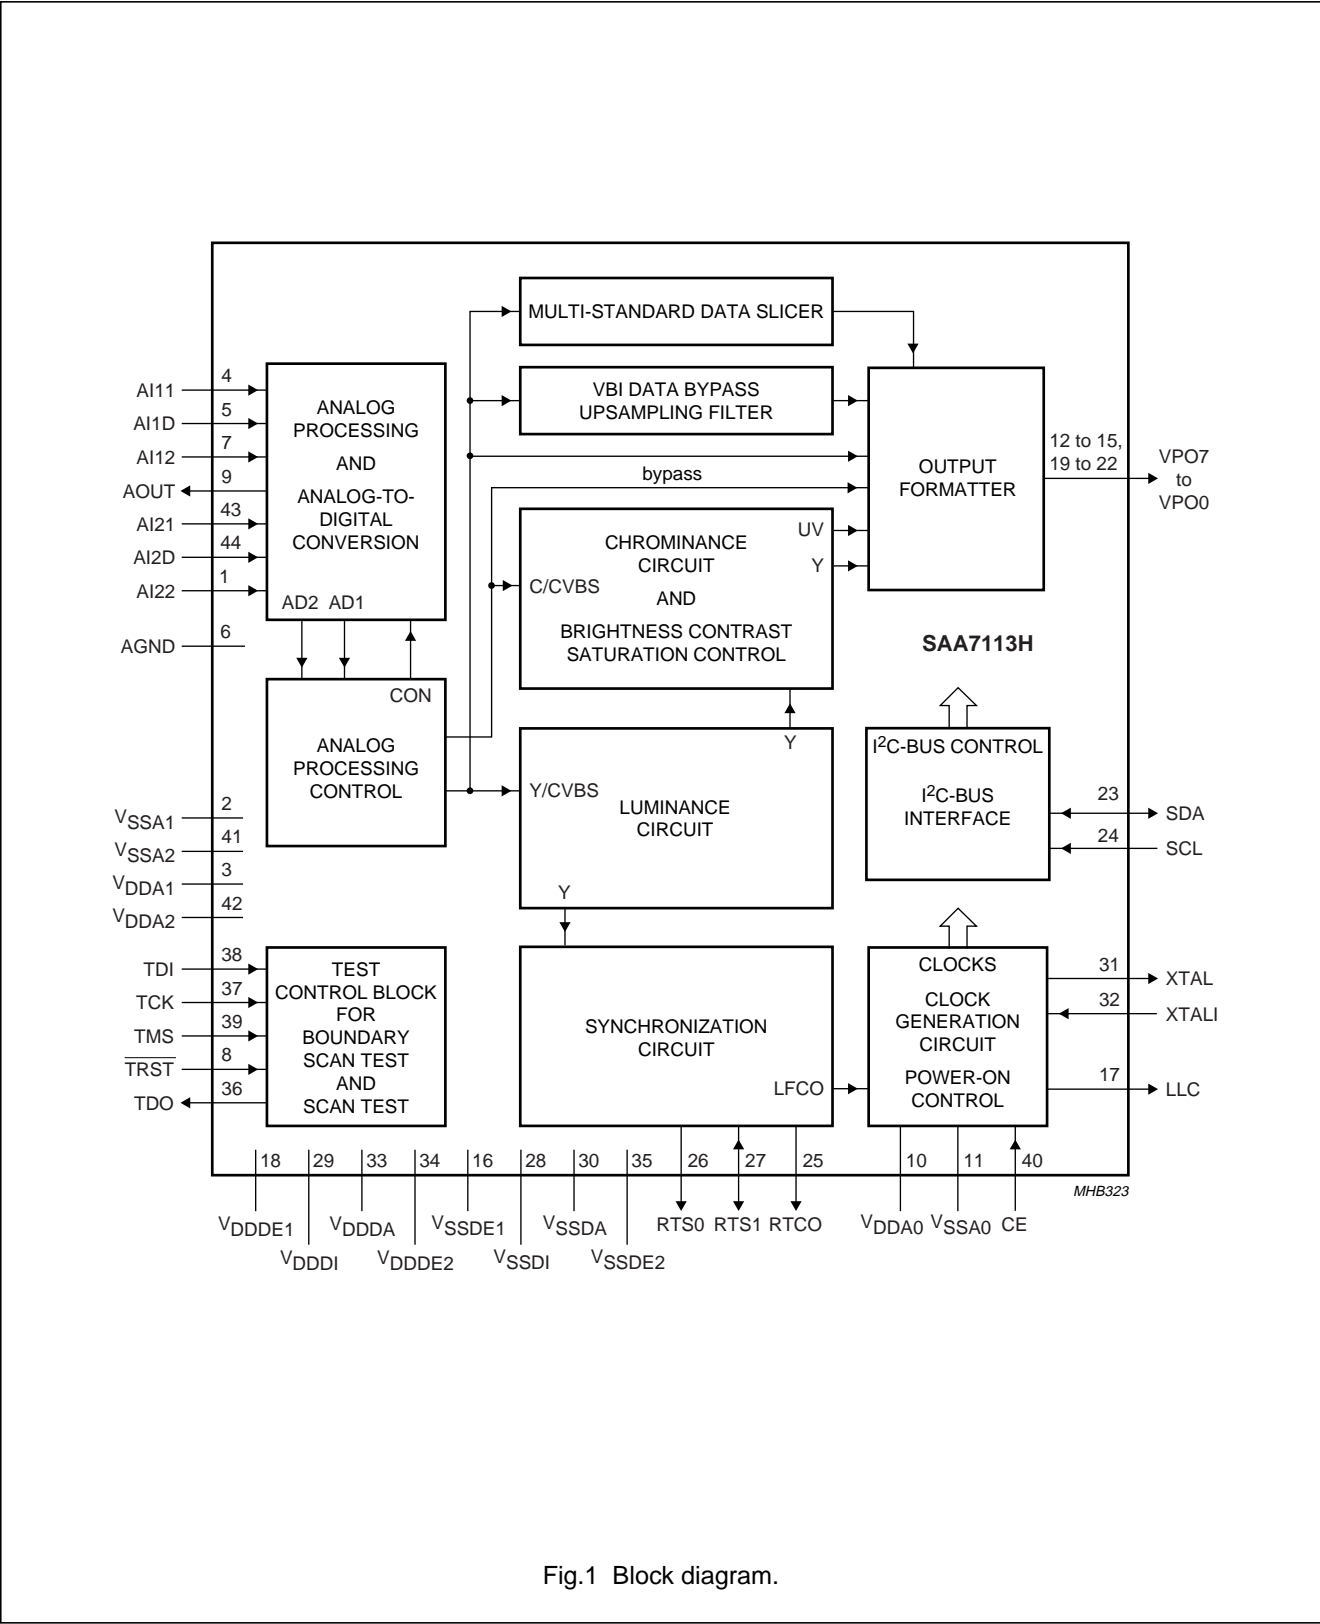 MULTI-STANDARD DATA SLICER
VBI DATA BYPASS
UPSAMPLING FILTER
bypass
AI11
4
AI1D
5
AI12
7
AOUT
9
AI21
43
AI2D
44
AI22
1
AGND
6
ANALOG
PROCESSING
AND
ANALOG-TO-
DIGITAL
CONVERSION
AD2 AD1
CON
ANALOG
PROCESSING
CONTROL
CHROMINANCE
CIRCUIT
AND
BRIGHTNESS CONTRAST
SATURATION CONTROL
C/CVBS
UV
Y
Y
OUTPUT
FORMATTER
12 to 15,
19 to 22
VPO7
to
VPO0
SAA7113H
Y/CVBS
LUMINANCE
CIRCUIT
Y
I2C-BUS CONTROL
I2C-BUS
INTERFACE
23
SDA
24
SCL
VSSA1
2
VSSA2
41
VDDA1
3
VDDA2
42
TDI
38
TCK
37
TMS
39
TRST
8
TDO
36
TEST
CONTROL BLOCK
FOR
BOUNDARY
SCAN TEST
AND
SCAN TEST
SYNCHRONIZATION
CIRCUIT
LFCO
CLOCKS
CLOCK
GENERATION
CIRCUIT
POWER-ON
CONTROL
31
XTAL
32
XTALI
17
LLC
18 29 33 34 16 28 30 35 26 27 25 10 11 40
MHB323
VDDDE1 VDDDA VSSDE1 VSSDA RTS0 RTS1 RTCO VDDA0 VSSA0 CE
VDDDI VDDDE2 VSSDI VSSDE2
Fig.1 Block diagram.